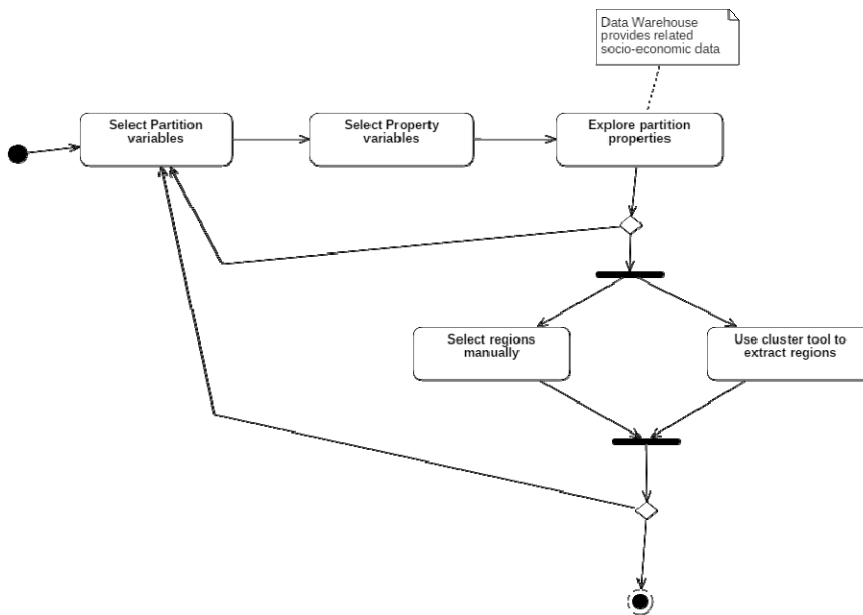 Data Warehouse
provides related
socio-economic data
Select Partition
variables
Select Property
variables
Explore partition
properties
Select regions
manually
Use cluster tool to
extract regions